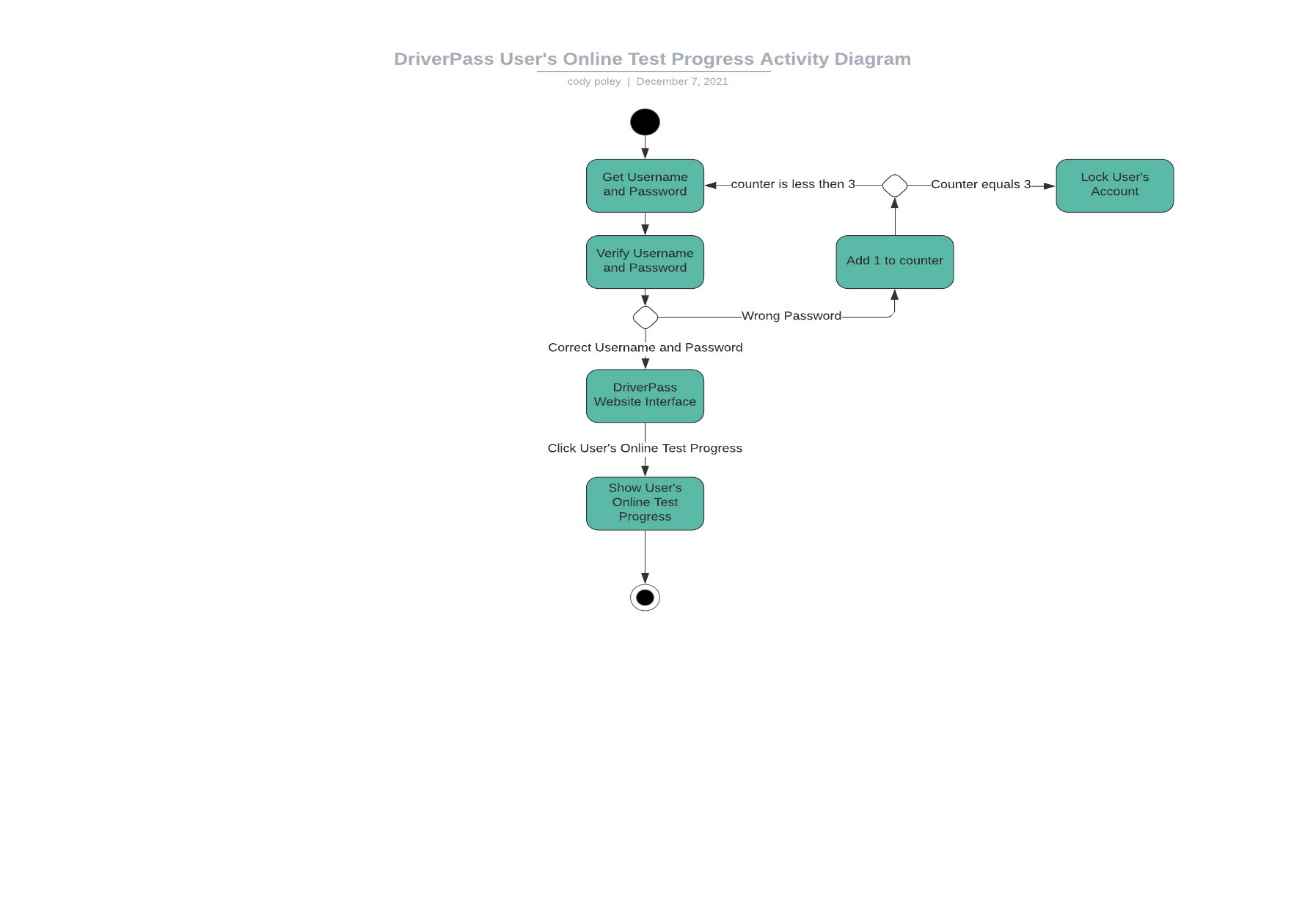 DriverPass User's Online Test Progress Activity Diagram
cody poley | December 7, 2021
Get Username
and Password
counter is less then 3
Counter equals 3
Lock User's
Account
Verify Username
and Password
Add 1 to counter
Wrong Password
Correct Username and Password
DriverPass
Website Interface
Click User's Online Test Progress
Show User's
Online Test
Progress